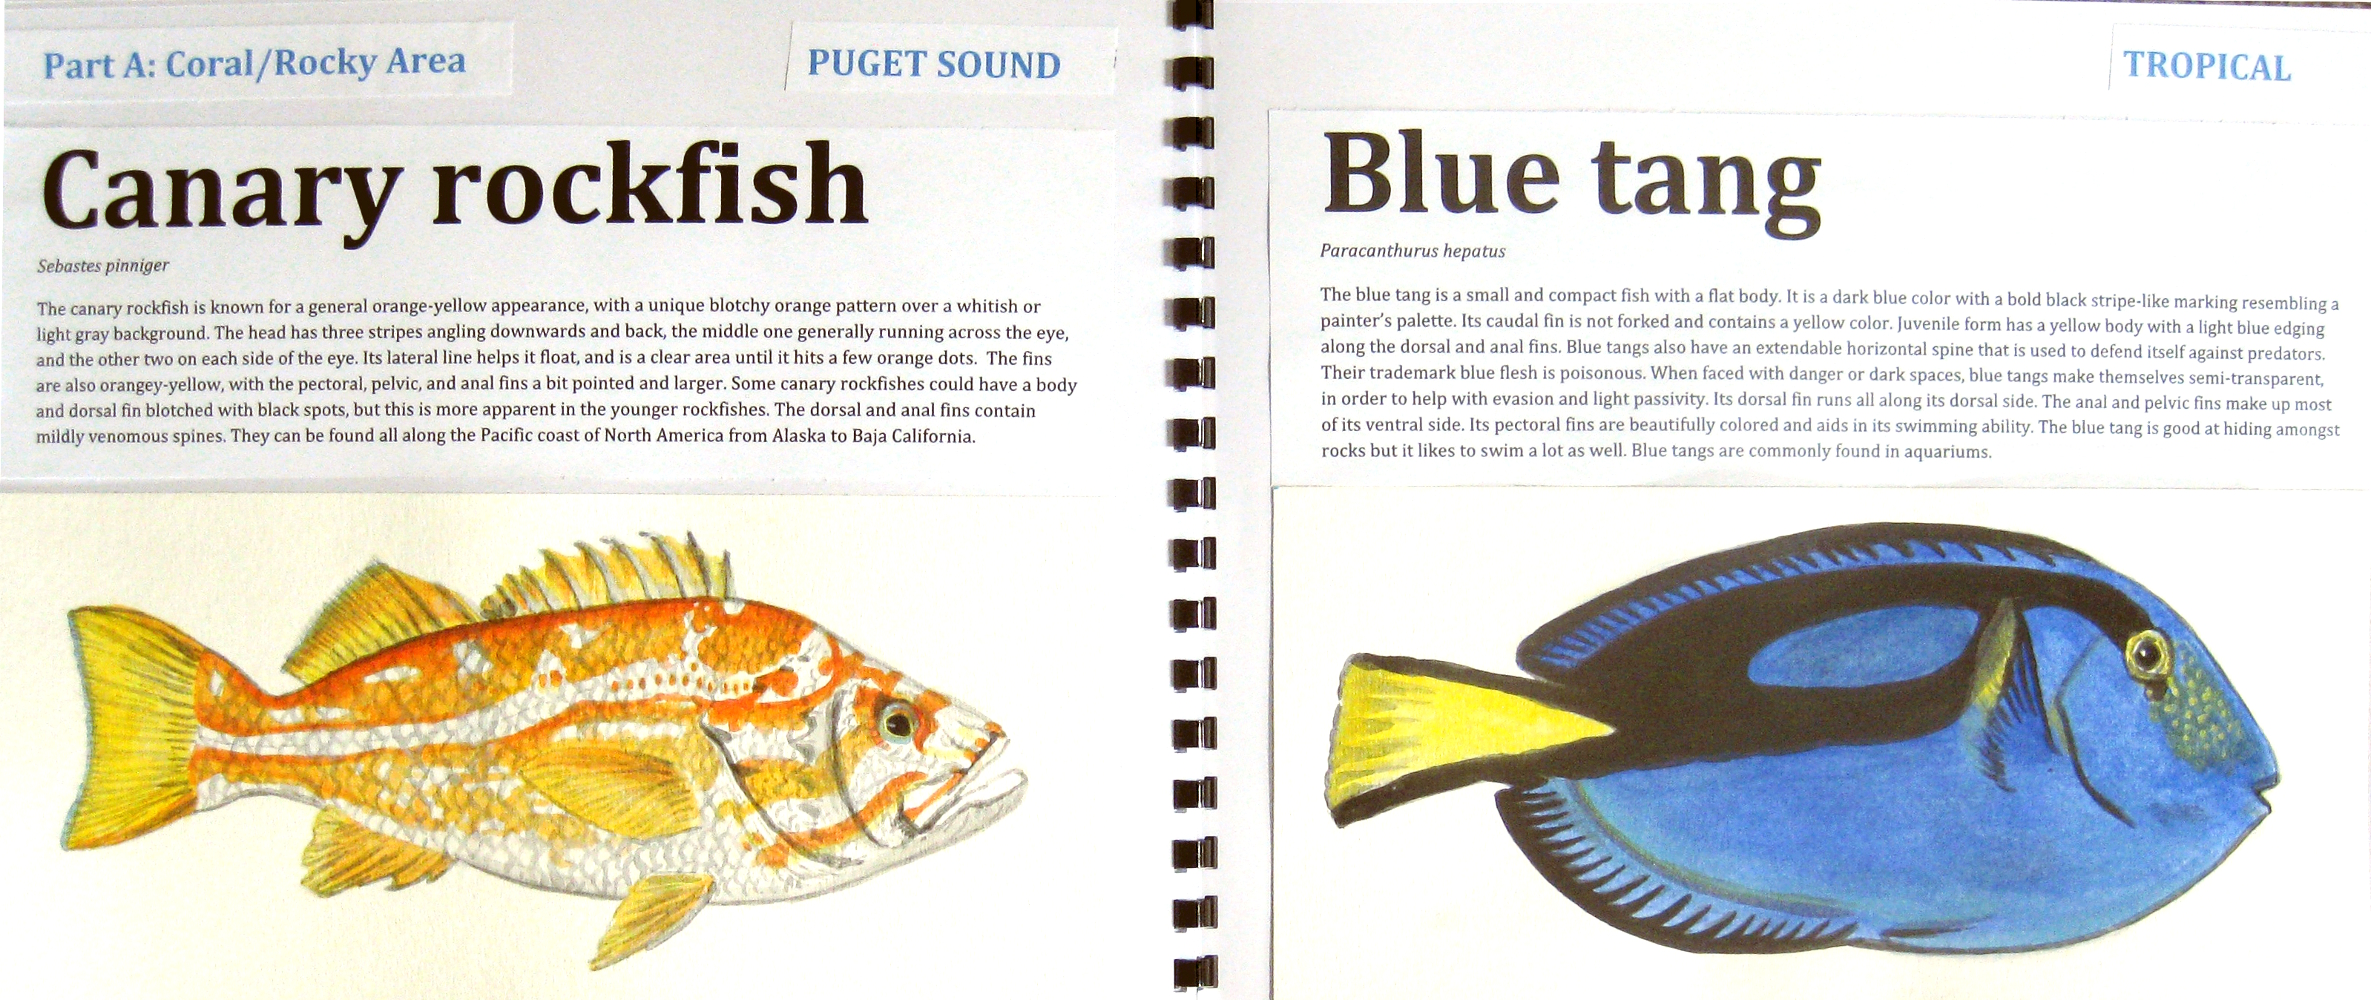 Part A: Coral/Rocky Area
PUGET SOUND
Canary rockfish
Sebastes pinniger
The canary rockfish is known for a general orange-yellow appearance, with a unique blotchy orange pattern over a whitish or
light gray background. The head has three stripes angling downwards and back, the middle one generally running across the eye,
and the other two on each side of the eye. Its lateral line helps it float, and is a clear area until it hits a few orange dots. The fins
are also orangey-yellow, with the pectoral, pelvic, and anal fins a bit pointed and larger. Some canary rockfishes could have a body
and dorsal fin blotched with black spots, but this is more apparent in the younger rockfishes. The dorsal and anal fins contain
mildly venomous spines. They can be found all along the Pacific coast of North America from Alaska to Baja California.
TROPICAL
Blue tang
Paracanthurus hepatus
The blue tang is a small and compact fish with a flat body. It is a dark blue color with a bold black stripe-like marking resembling a
painter's palette. Its caudal fin is not forked and contains a yellow color. Juvenile form has a yellow body with a light blue edging
along the dorsal and anal fins. Blue tangs also have an extendable horizontal spine that is used to defend itself against predators.
Their trademark blue flesh is poisonous. When faced with danger or dark spaces, blue tangs make themselves semi-transparent,
in order to help with evasion and light passivity. Its dorsal fin runs all along its dorsal side. The anal and pelvic fins make up most
of its ventral side. Its pectoral fins are beautifully colored and aids in its swimming ability. The blue tang is good at hiding amongst
rocks but it likes to swim a lot as well. Blue tangs are commonly found in aquariums.